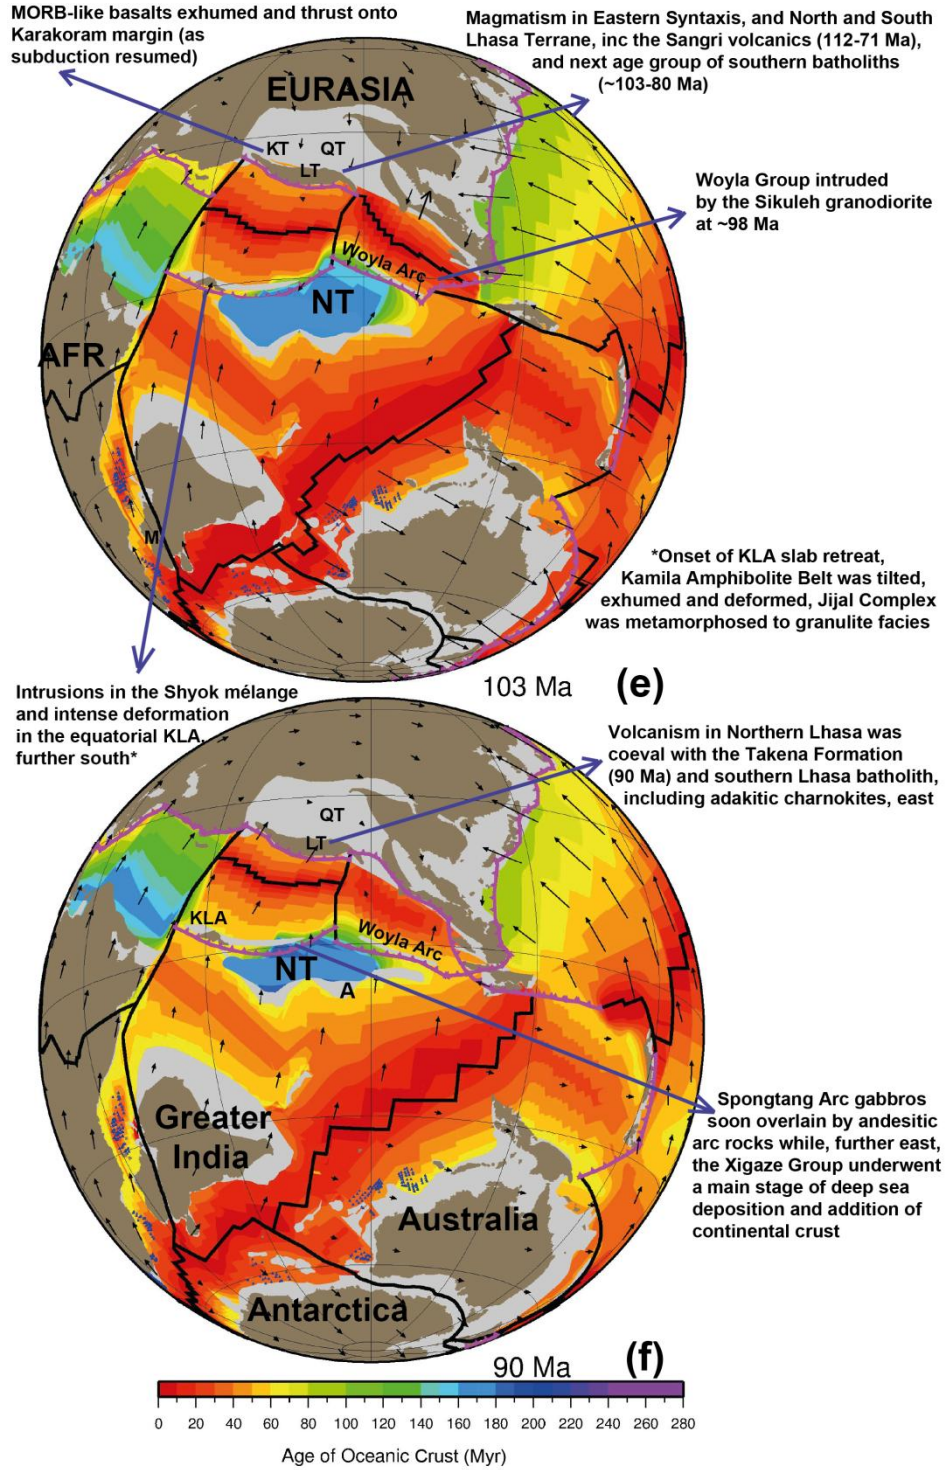 MORB-like basalts exhumed and thrust onto
Karakoram margin (as
subduction resumed)
Magmatism in Eastern Syntaxis, and North and South
Lhasa Terrane, inc the Sangri volcanics (112-71 Ma),
and next age group of southern batholiths
(~103-80 Ma)
EURASIA
KT
QT
LT
Woyla Group intruded
by the Sikuleh granodiorite
at ~98 Ma
Woyla Arc
NT
AFR
M
*Onset of KLA slab retreat,
Kamila Amphibolite Belt was tilted,
exhumed and deformed, Jijal Complex
was metamorphosed to granulite facies
103 Ma
(e)
Intrusions in the Shyok mélange
and intense deformation
in the equatorial KLA,
further south*
Volcanism in Northern Lhasa was
coeval with the Takena Formation
(90 Ma) and southern Lhasa batholith,
including adakitic charnokites, east
QT
LT
KLA
Woyla Arc
NT
A
Greater
India
Spongtang Arc gabbros
soon overlain by andesitic
arc rocks while, further east,
the Xigaze Group underwent
a main stage of deep sea
deposition and addition of
continental crust
Australia
Antarctica
90 Ma
(f)
0 20 40 60 80 100 120 140 160 180 200 220 240 260 280
Age of Oceanic Crust (Myr)